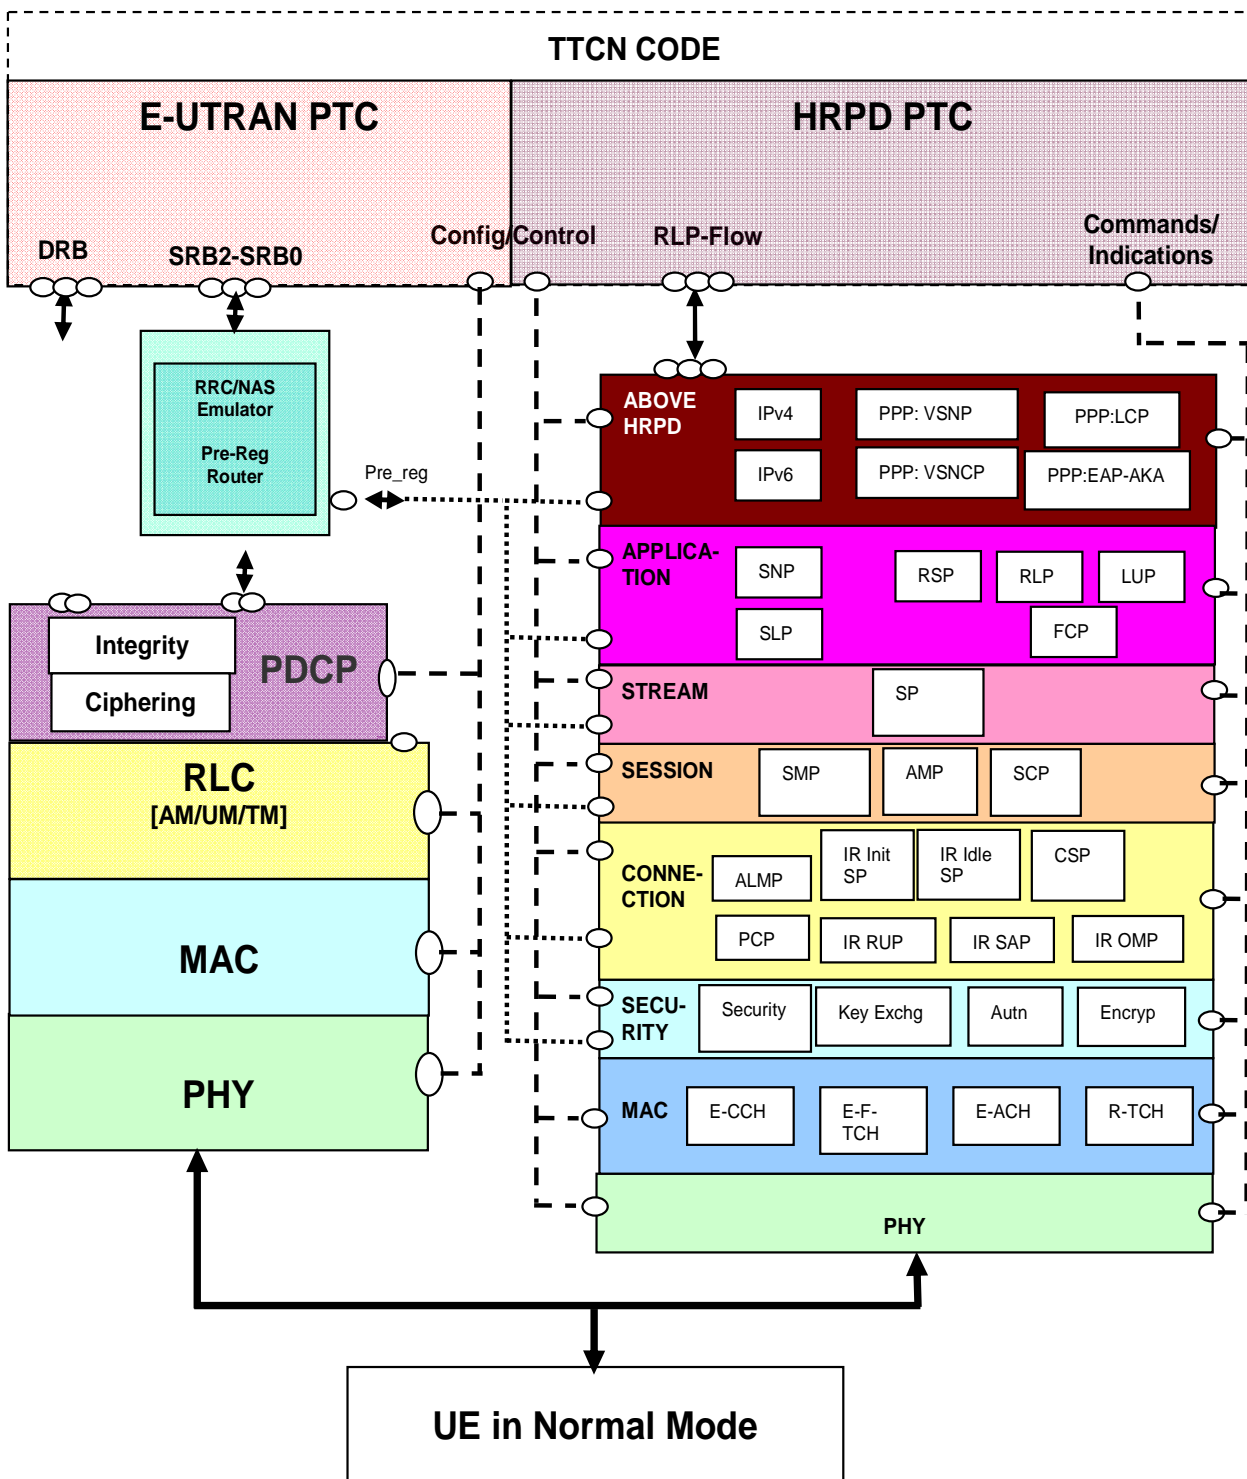 TTCN CODE
E-UTRAN PTC
HRPD PTC
DRB
SRB2-SRB0
Config/Control
RLP-Flow
Commands/
Indications
RRC/NAS
Emulator
Pre-Reg
Router
Pre_reg
ABOVE
HRPD
IPv4
PPP: VSNP
PPP:LCP
IPv6
PPP: VSNCP
PPP:EAP-AKA
APPLICA-
TION
SNP
RSP
RLP
LUP
SLP
FCP
Integrity
Ciphering
PDCP
STREAM
SP
RLC
[AM/UM/TM]
SESSION
SMP
AMP
SCP
CONNE-
CTION
ALMP
IR Init
SP
IR Idle
SP
CSP
PCP
IR RUP
IR SAP
IR OMP
MAC
SECU-
RITY
Security
Key Exchg
Autn
Encryp
PHY
MAC
E-CCH
E-F-
TCH
E-ACH
R-TCH
PHY
UE in Normal Mode